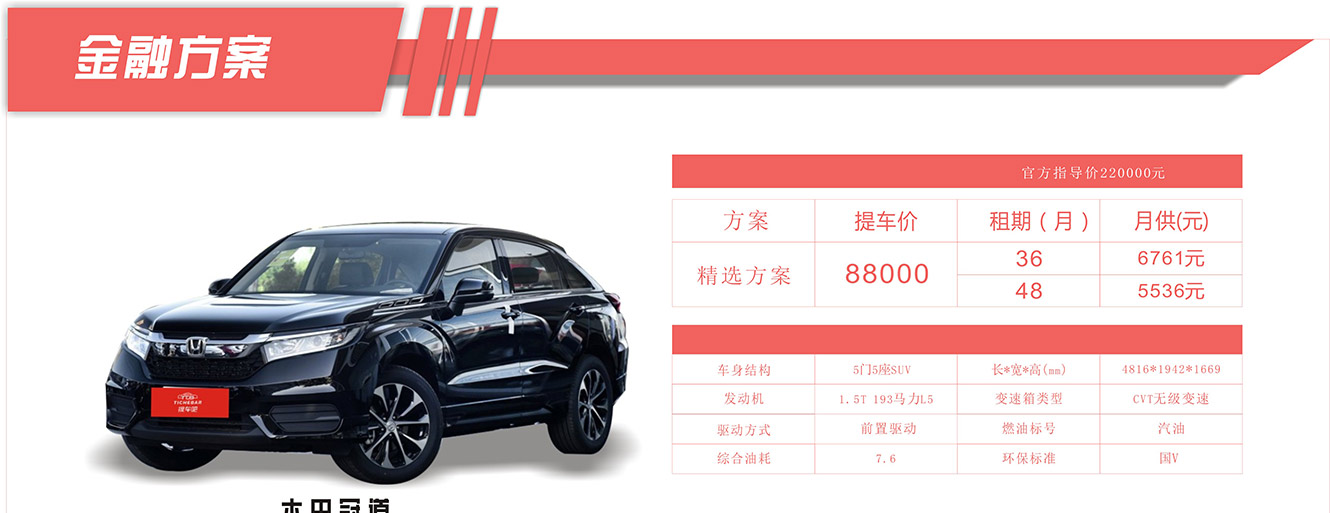 金融方案
官方指导价220000元
方案 提车价 租期（月） 月供(元)
精选方案 88000 36 6761元
48 5536元
车身结构 5门5座SUV 长*宽*高(mm) 4816*1942*1669
发动机 1.5T 193马力L5 变速箱类型 CVT无级变速
驱动方式 前置驱动 燃油标号 汽油
综合油耗 7.6 环保标准 国V
TICHEBAR
提车吧
本田冠道